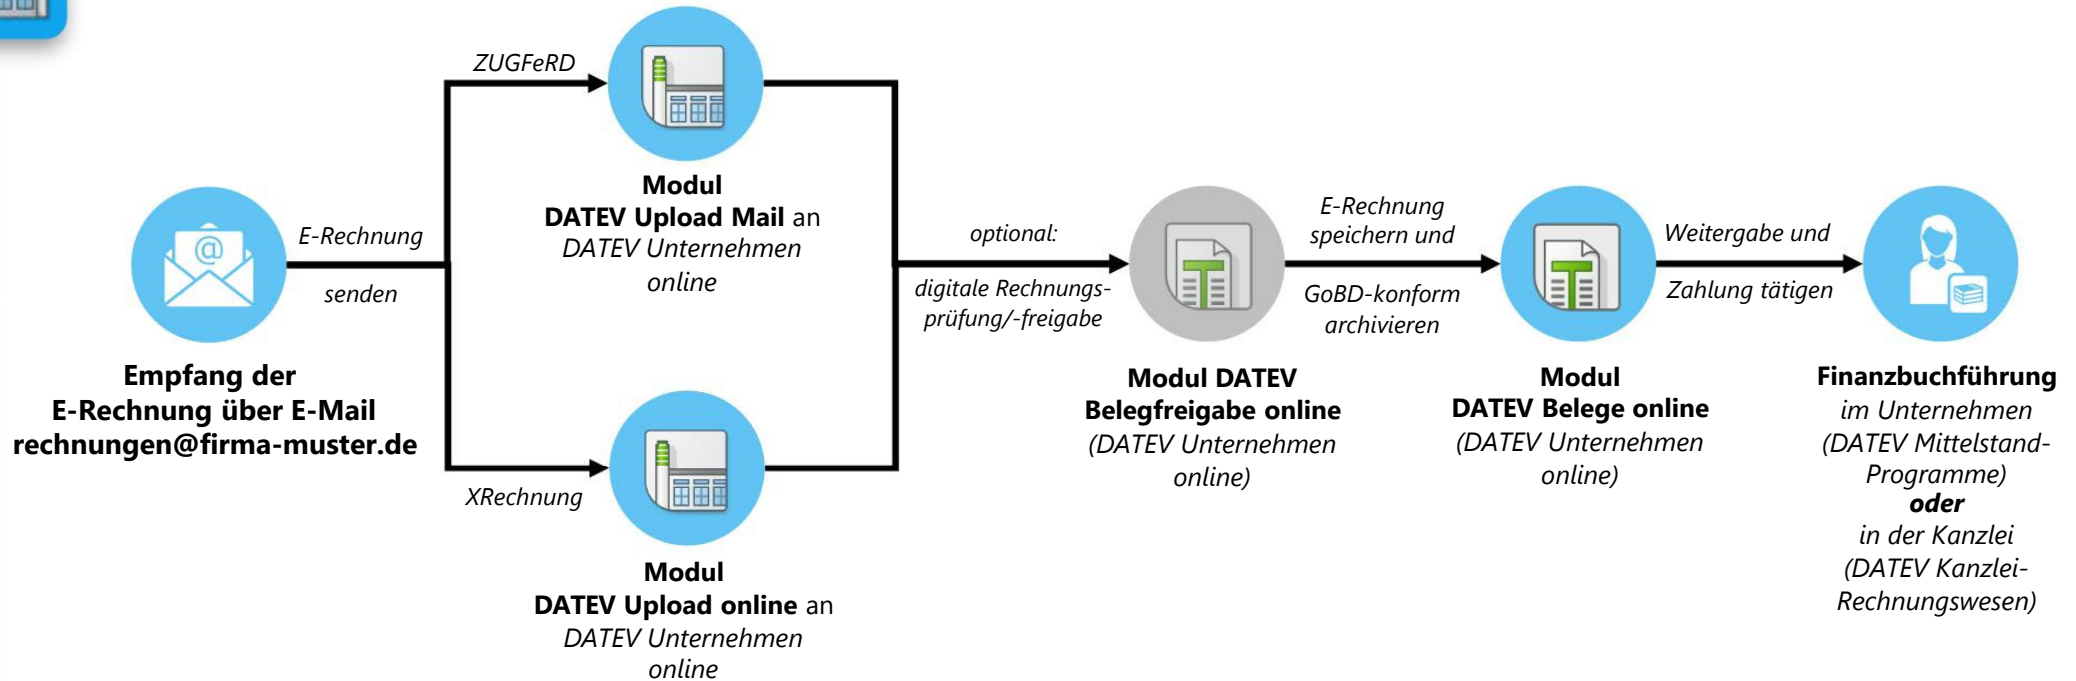 @
Empfang der
E-Rechnung über E-Mail
rechnungen@firma-muster.de
E-Rechnung
senden
ZUGFeRD
Modul
DATEV Upload Mail an
DATEV Unternehmen
online
XRechnung
Modul
DATEV Upload online an
DATEV Unternehmen
online
optional:
digitale Rechnungs-
prüfung/-freigabe
Modul DATEV
Belegfreigabe online
(DATEV Unternehmen
online)
E-Rechnung
speichern und
GoBD-konform
archivieren
Modul
DATEV Belege online
(DATEV Unternehmen
online)
Weitergabe und
Zahlung tätigen
Finanzbuchführung
im Unternehmen
(DATEV Mittelstand-
Programme)
oder
in der Kanzlei
(DATEV Kanzlei-
Rechnungswesen)